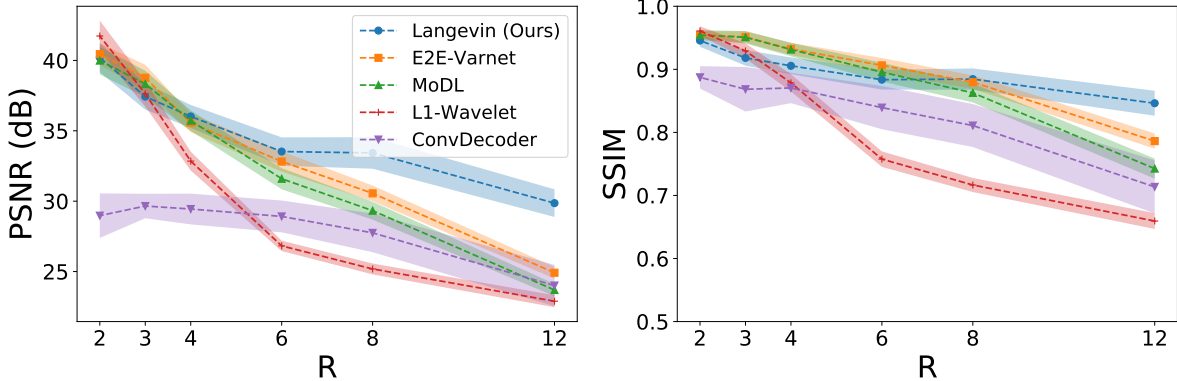 PSNR (dB)
40
35
30
25
2 3 4 6 8 12
R
Langevin (Ours)
E2E-Varnet
MoDL
L1-Wavelet
ConvDecoder
SSIM
1.0
0.9
0.8
0.7
0.6
0.5
2 3 4 6 8 12
R